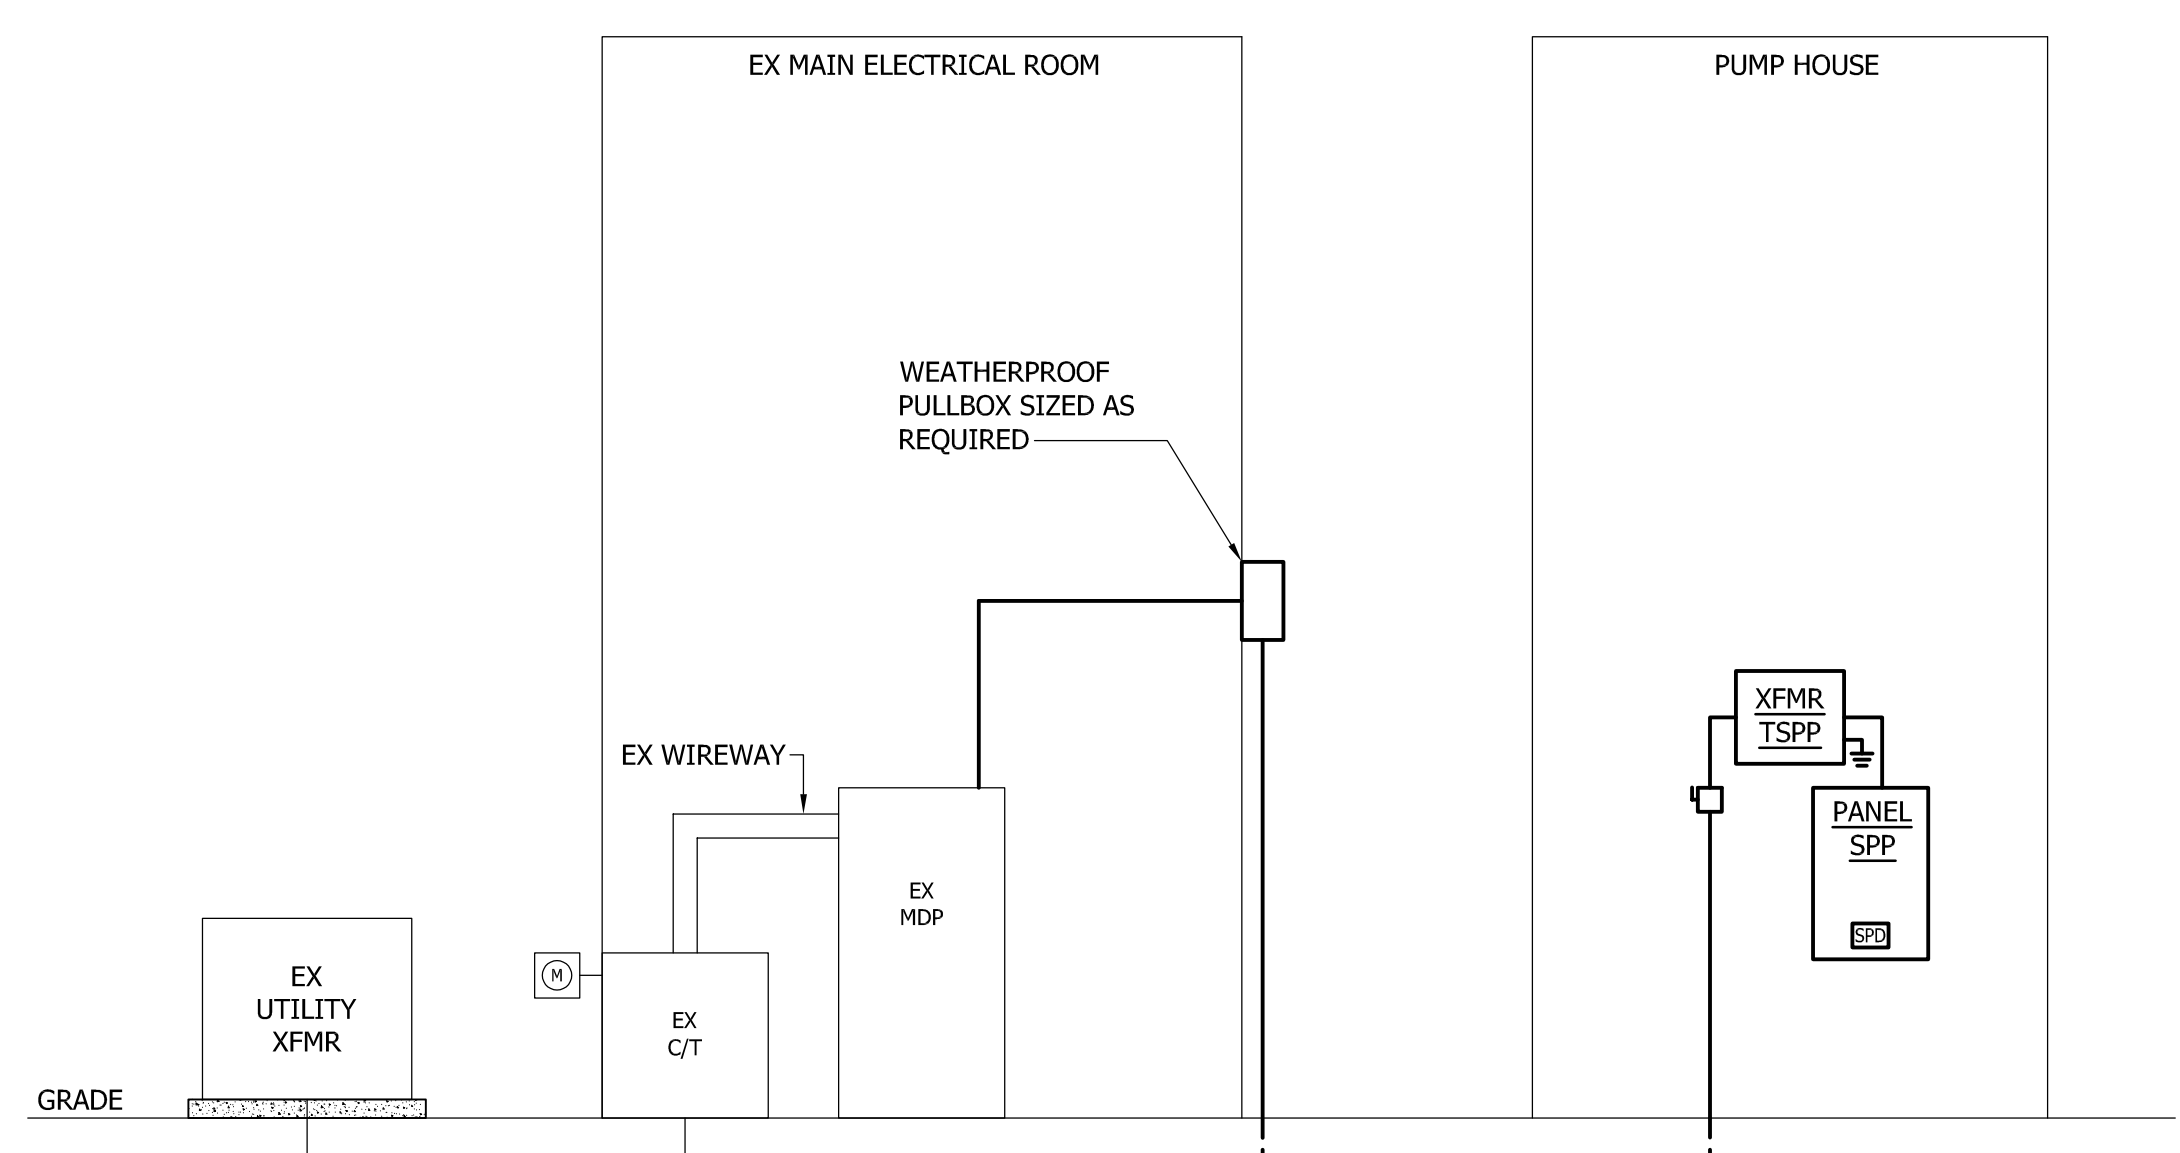 EX MAIN ELECTRICAL ROOM
PUMP HOUSE
WEATHERPROOF
PULLBOX SIZED AS
REQUIRED
XFMR
TSPP
EX WIREWAY
PANEL
SPP
EX
MDP
SPD
M
EX
UTILITY
XFMR
EX
C/T
GRADE